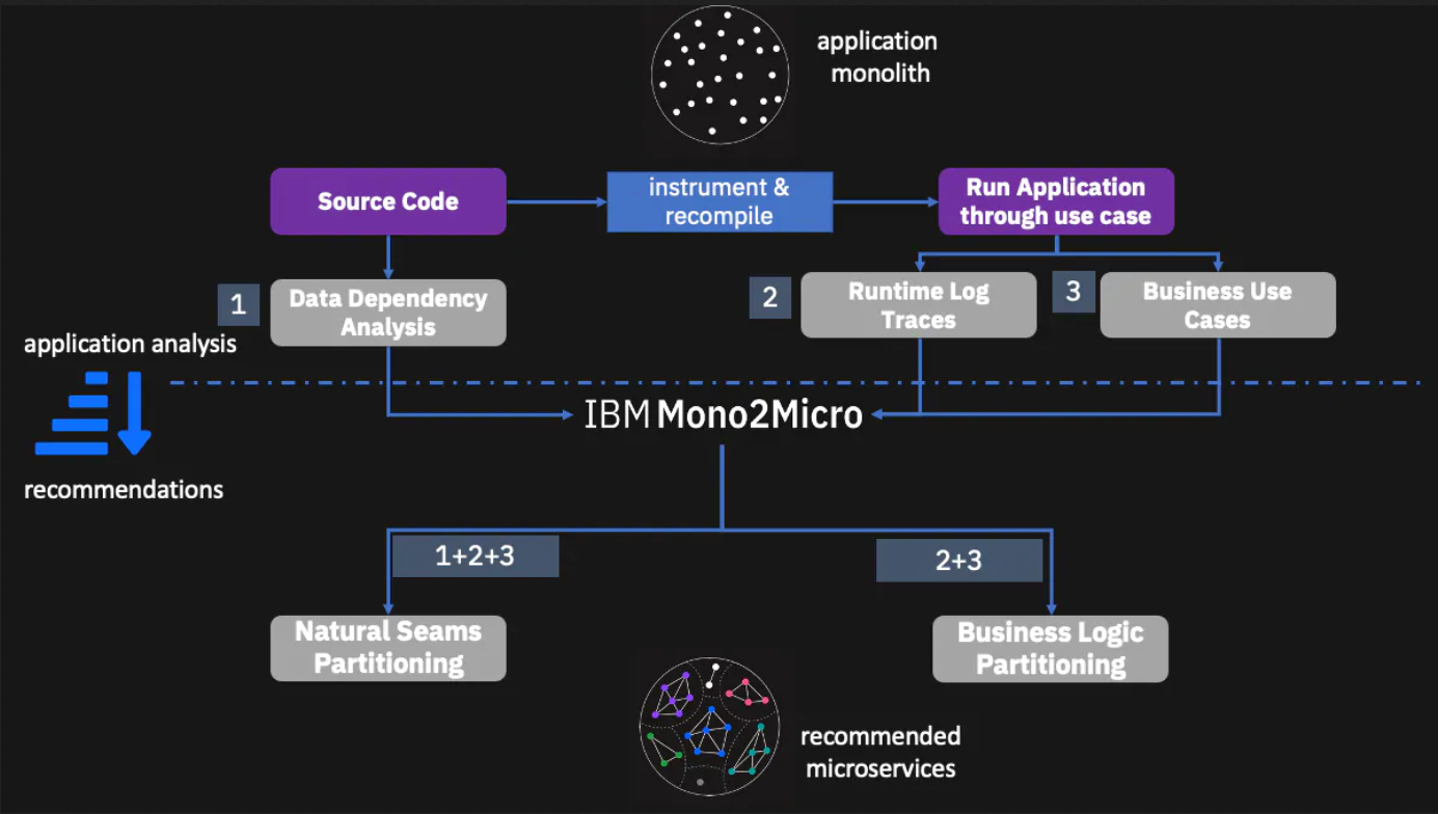 application
monolith
Source Code
instrument &
recompile
Run Application
through use case
1
Data Dependency
Analysis
2
Runtime Log
Traces
3
Business Use
Cases
application analysis
IBM Mono2Micro
recommendations
1+2+3
2+3
Natural Seams
Partitioning
Business Logic
Partitioning
recommended
microservices